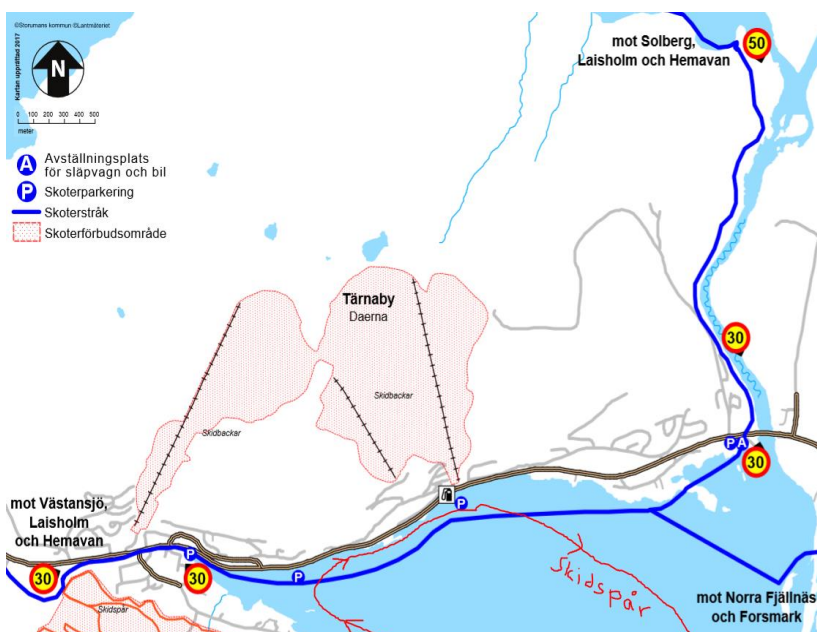 ©Storumans kommun ©Lantmäteriet
Kartan upprättad 2017
N
0 100 200 300 400 500
meter
A Avställningsplats
för släpvagn och bil
P Skoterparkering
Skoterstråk
Skoterförbudsområde
mot Solberg,
Laisholm och Hemavan
50
Tärnaby
Daerna
30
Skidbackar
Skidbackar
P A
30
mot Västansjö,
Laisholm
och Hemavan
P
P
30
30
P
Skidspår
Skidspår
mot Norra Fjällnäs
och Forsmark